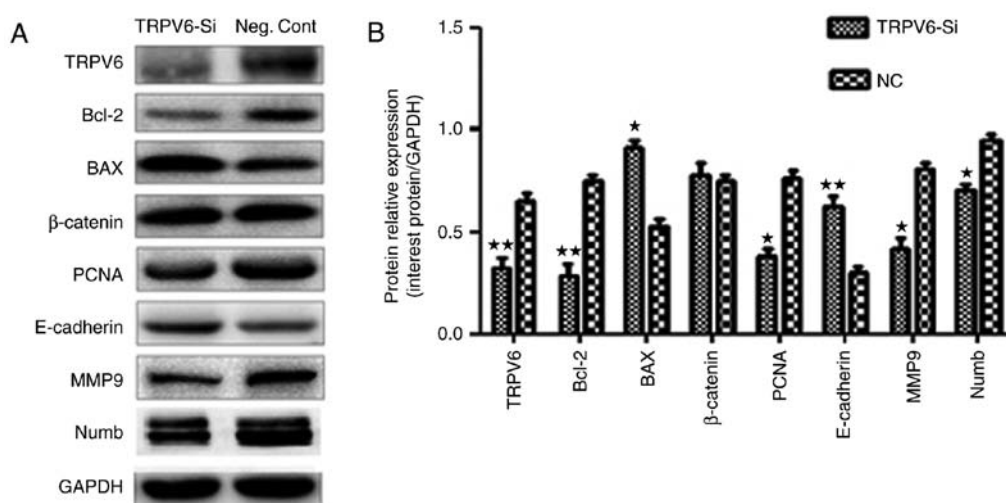 A
TRPV6-Si Neg. Cont
TRPV6
Bcl-2
BAX
β-catenin
PCNA
E-cadherin
MMP9
Numb
GAPDH
B
Protein relative expression
(interest protein/GAPDH)
1.5
1.0
0.5
0.0
★★
★★
★
★
★★
★
★
TRPV6
Bcl-2
BAX
β-catenin
PCNA
E-cadherin
MMP9
Numb
TRPV6-Si
NC